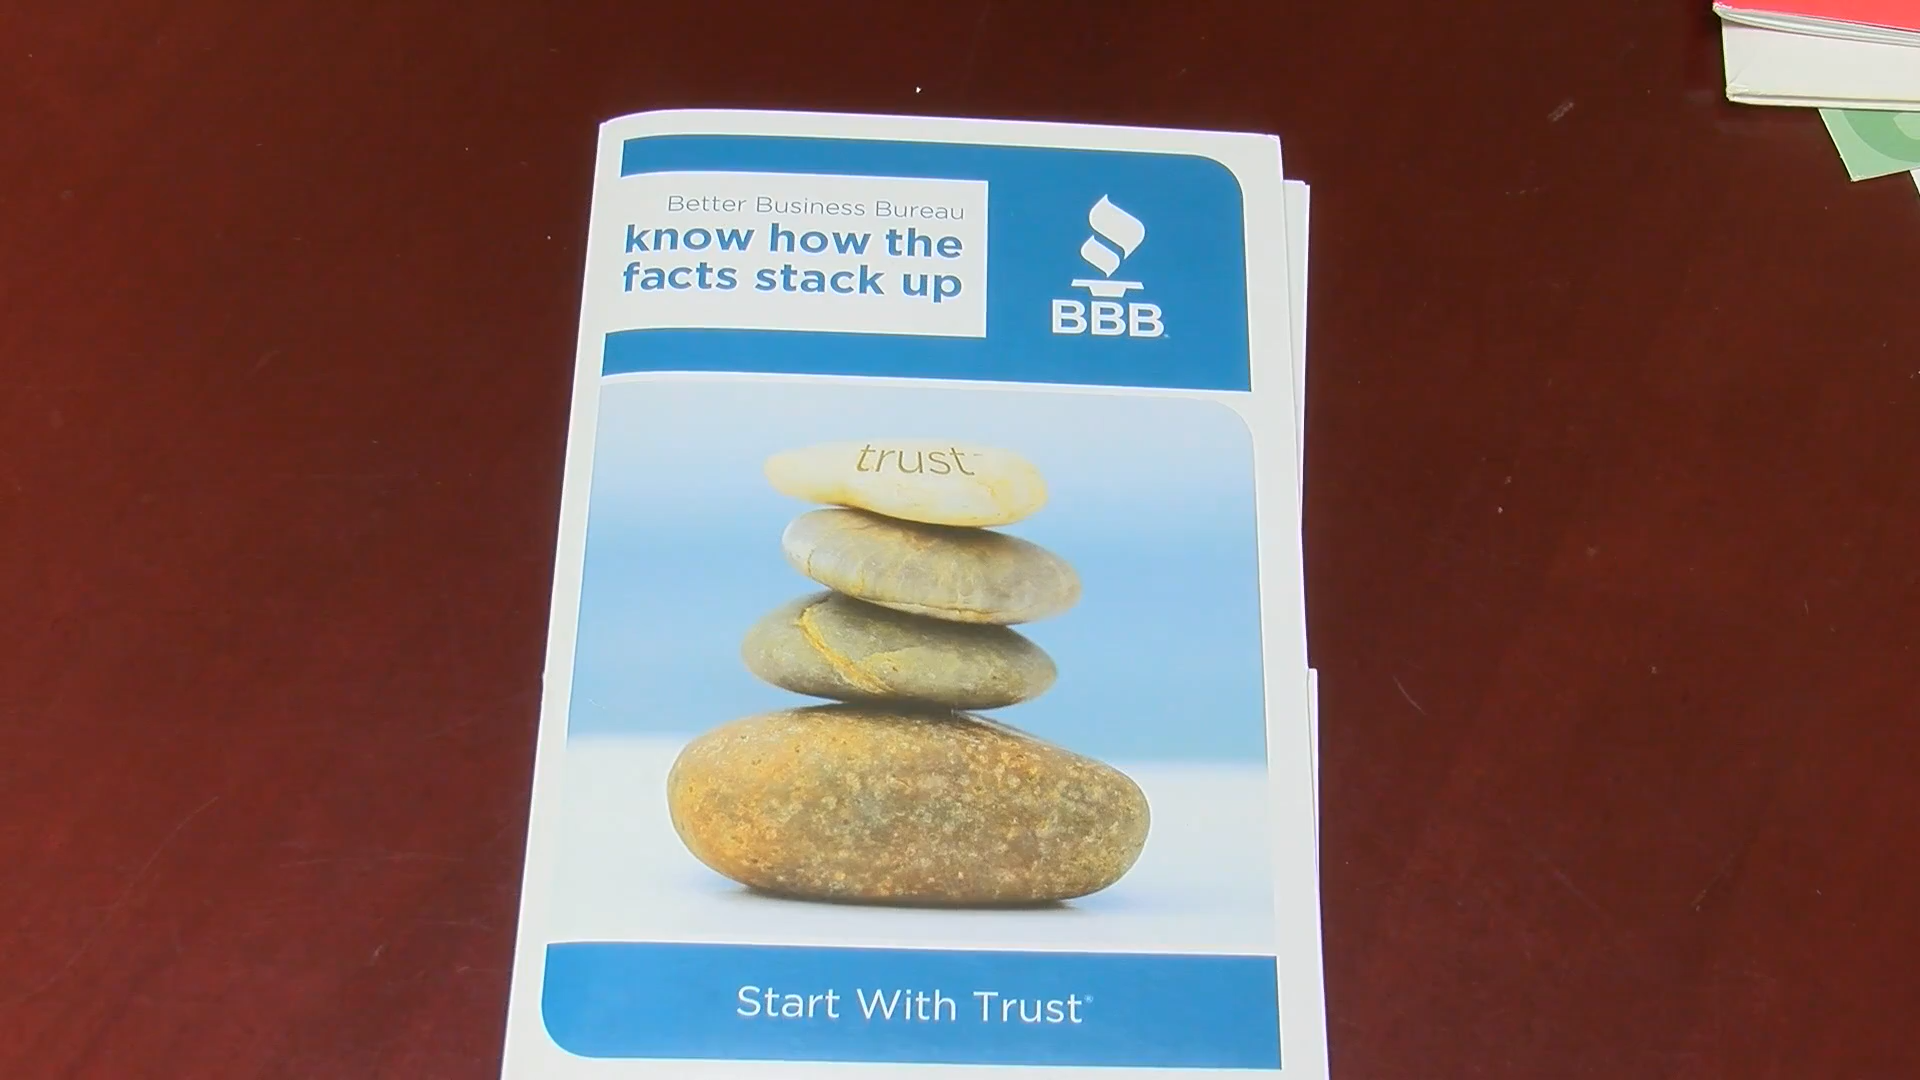 Better Business Bureau
know how the
facts stack up
BBB
trust
Start With Trust®